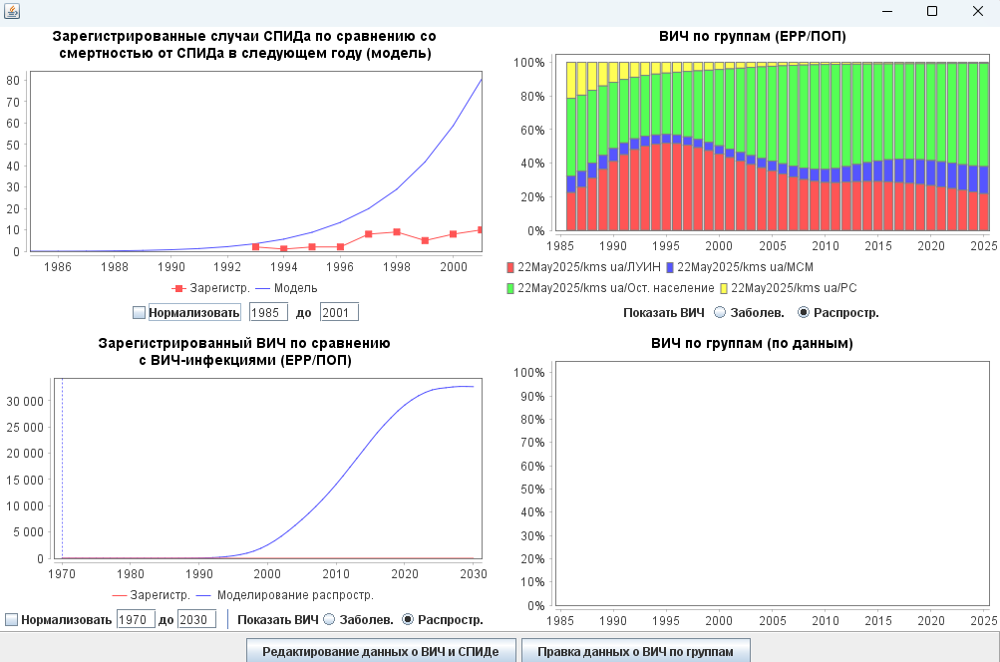 Зарегистрированные случаи СПИДа по сравнению со
смертностью от СПИДа в следующем году (модель)
80
70
60
50
40
30
20
10
0
1986 1988 1990 1992 1994 1996 1998 2000
Зарегистр. Модель
Нормализовать 1985 до 2001
ВИЧ по группам (ЕРР/ПОП)
100%
80%
60%
40%
20%
0%
1985 1990 1995 2000 2005 2010 2015 2020 2025
22May2025/kms ua/ЛУИН 22May2025/kms ua/МСМ
22May2025/kms ua/Ост. население 22May2025/kms ua/РС
Показать ВИЧ Заболев. Распростр.
Зарегистрированный ВИЧ по сравнению
с ВИЧ-инфекциями (ЕРР/ПОП)
30 000
25 000
20 000
15 000
10 000
5 000
0
1970 1980 1990 2000 2010 2020 2030
Зарегистр. Моделирование распростр.
Нормализовать 1970 до 2030 Показать ВИЧ Заболев. Распростр.
ВИЧ по группам (по данным)
100%
90%
80%
70%
60%
50%
40%
30%
20%
10%
0%
1985 1990 1995 2000 2005 2010 2015 2020 2025
Редактирование данных о ВИЧ и СПИДе Правка данных о ВИЧ по группам